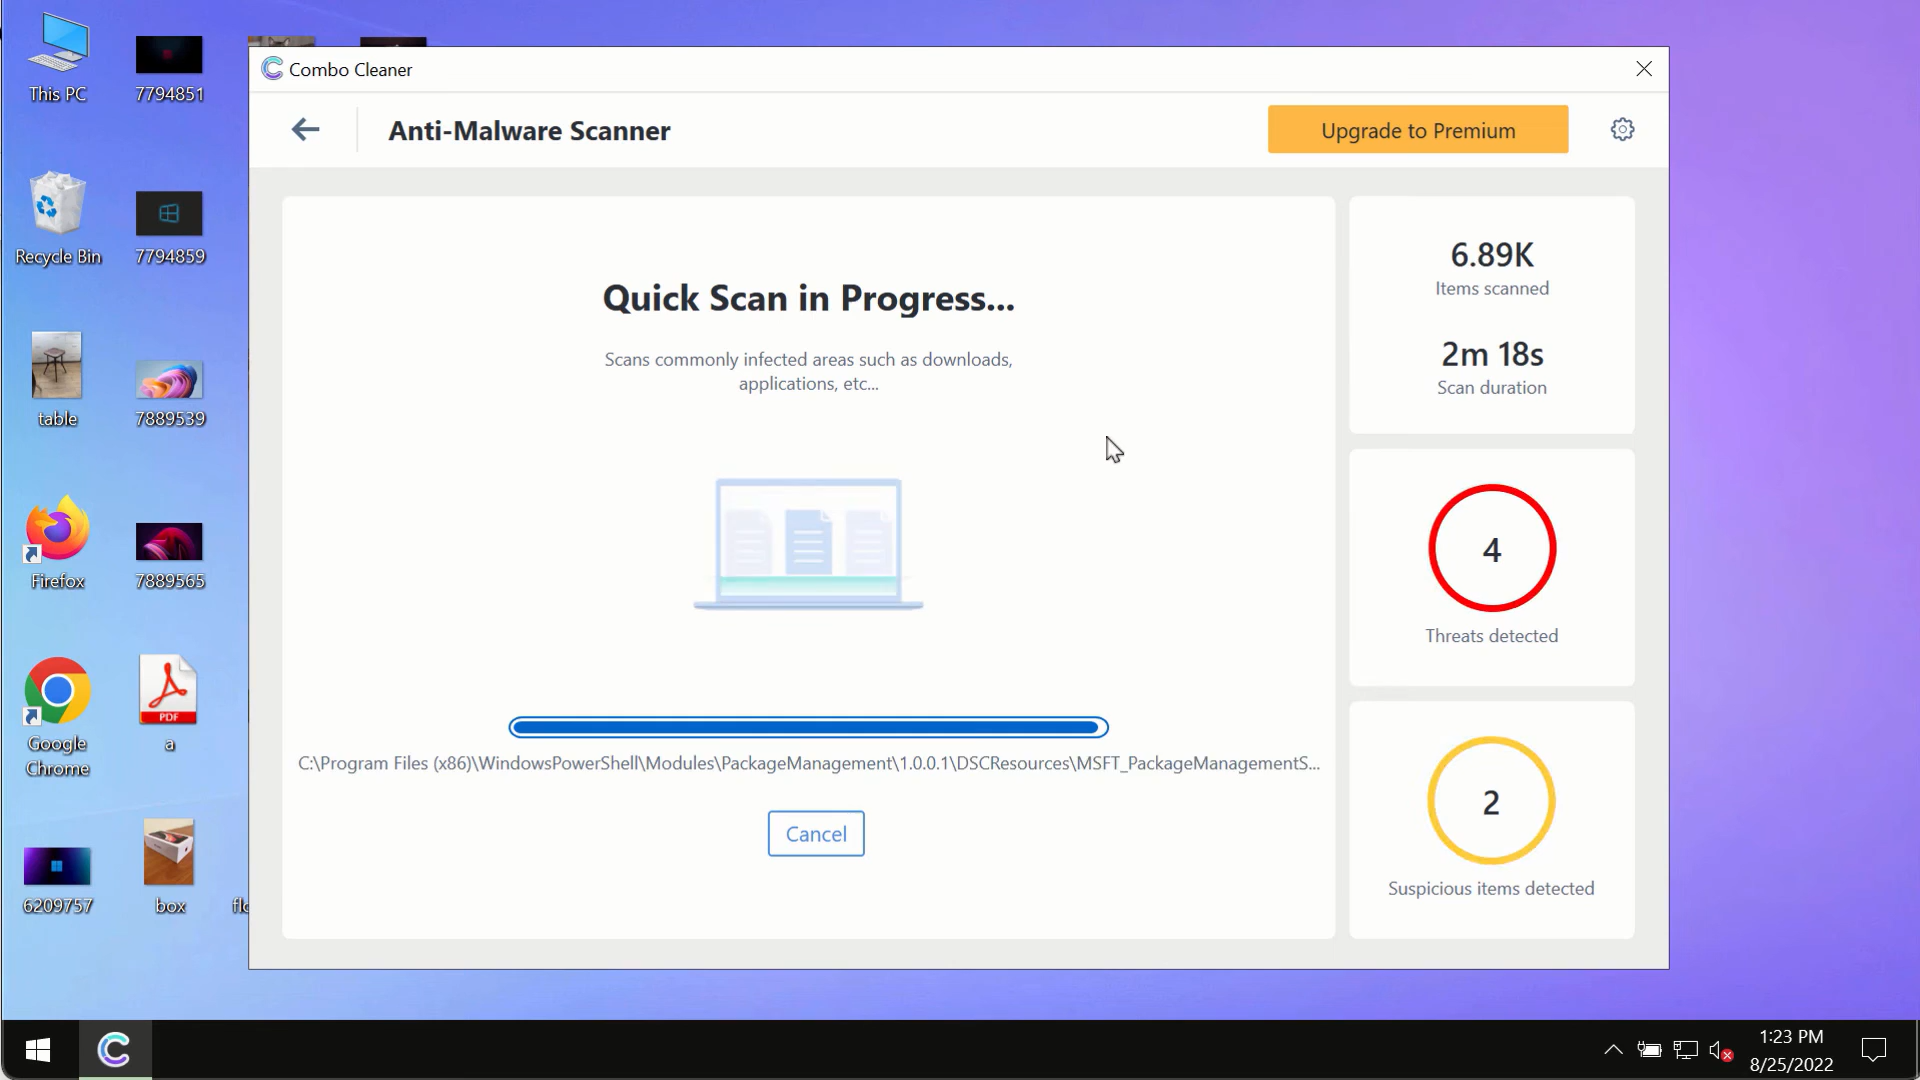 This PC
7794851
Recycle Bin
7794859
table
7889539
Firefox
7889565
Google
Chrome
PDF
a
6209757
box
Combo Cleaner
Anti-Malware Scanner
Upgrade to Premium
Quick Scan in Progress...
Scans commonly infected areas such as downloads,
applications, etc...
C:\Program Files (x86)\WindowsPowerShell\Modules\PackageManagement\1.0.0.1\DSCResources\MSFT_PackageManagementS...
Cancel
6.89K
Items scanned
2m 18s
Scan duration
4
Threats detected
2
Suspicious items detected
1:23 PM
8/25/2022